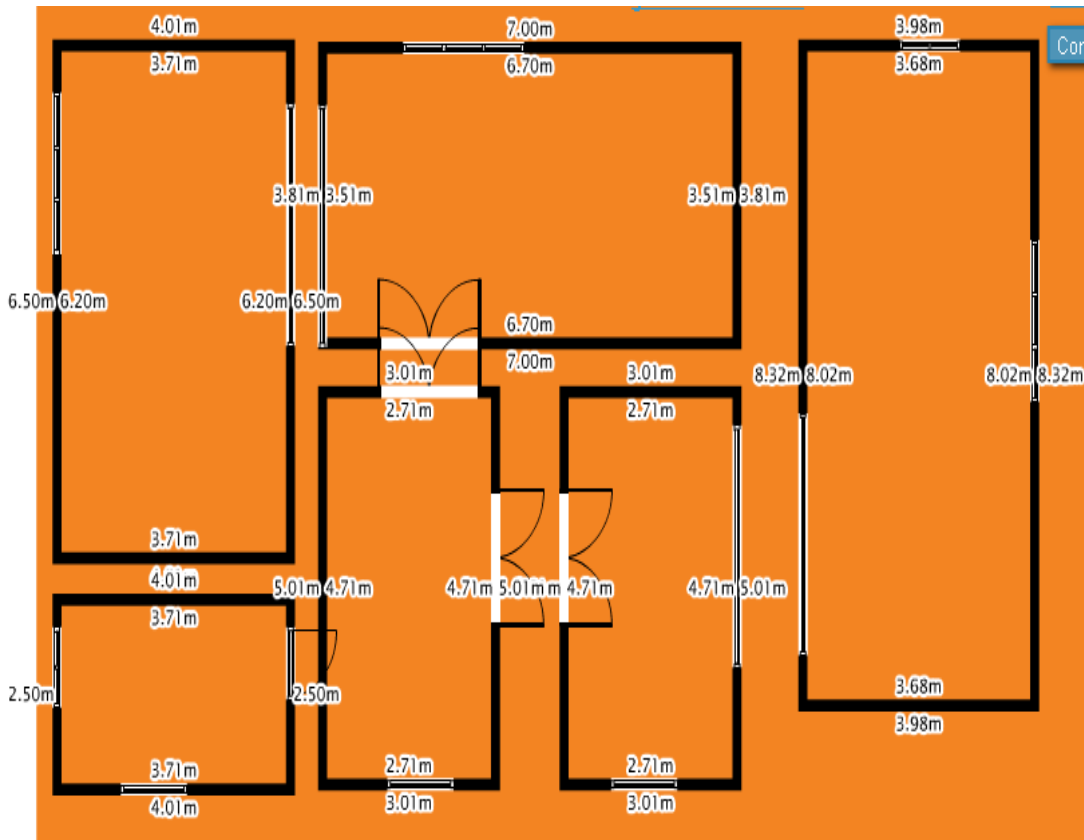 4.01m
3.71m
7.00m
6.70m
3.98m
3.68m
Con
3.81m 3.51m
3.51m 3.81m
6.50m 6.20m
6.20m 6.50m
6.70m
7.00m
3.01m
2.71m
3.01m
2.71m
8.32m 8.02m
8.02m 8.32m
3.71m
4.01m
3.71m
5.01m 4.71m
4.71m 5.01m
4.71m
4.71m 5.01m
2.50m
2.50m
3.68m
3.98m
3.71m
4.01m
2.71m
3.01m
2.71m
3.01m